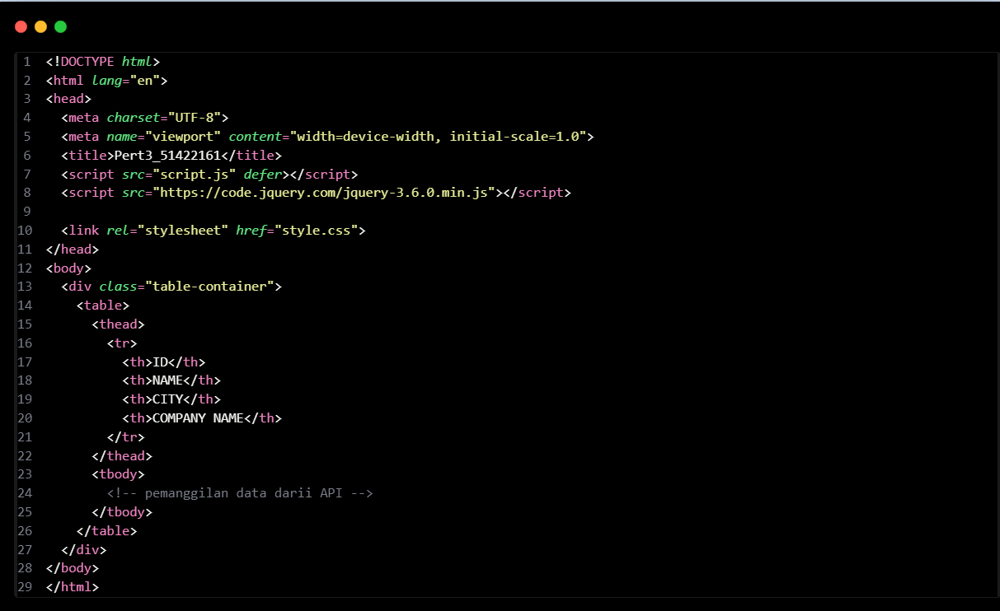 1 <!DOCTYPE html>
2 <html lang="en">
3 <head>
4   <meta charset="UTF-8">
5   <meta name="viewport" content="width=device-width, initial-scale=1.0">
6   <title>Pert3_51422161</title>
7   <script src="script.js" defer></script>
8   <script src="https://code.jquery.com/jquery-3.6.0.min.js"></script>
9
10   <link rel="stylesheet" href="style.css">
11 </head>
12 <body>
13   <div class="table-container">
14     <table>
15       <thead>
16         <tr>
17           <th>ID</th>
18           <th>NAME</th>
19           <th>CITY</th>
20           <th>COMPANY NAME</th>
21         </tr>
22       </thead>
23       <tbody>
24         <!-- pemanggilan data darii API -->
25       </tbody>
26     </table>
27   </div>
28 </body>
29 </html>